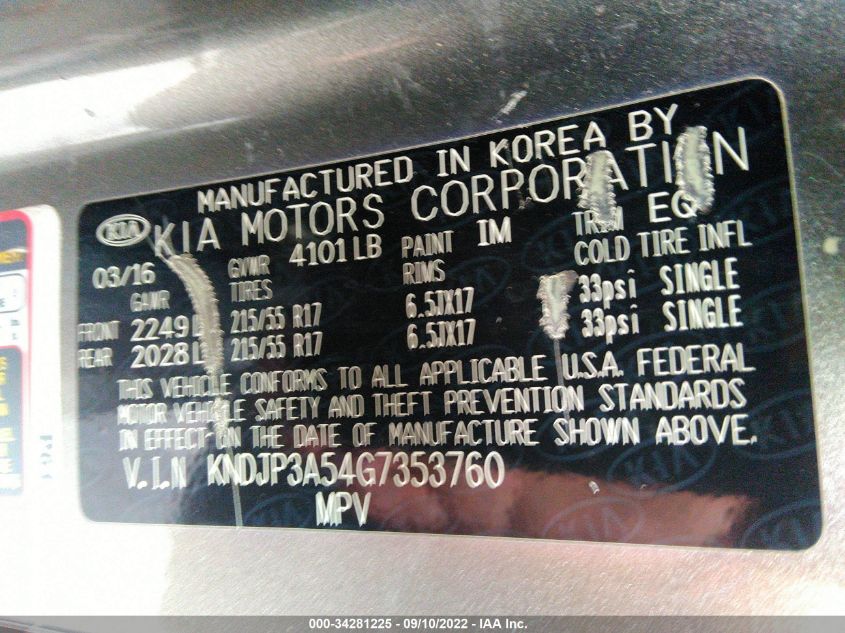 MANUFACTURED IN KOREA BY
KIA KIA MOTORS CORPORATION
03/16 GVWR 4101 LB PAINT IM TRIM EQ
GAWR TIRES RIMS COLD TIRE INFL
FRONT 2249 215/55 R17 6.5JX17 33psi SINGLE
REAR 2028 215/55 R17 6.5JX17 33psi SINGLE
THIS VEHICLE CONFORMS TO ALL APPLICABLE U.S.A. FEDERAL
MOTOR VEHICLE SAFETY AND THEFT PREVENTION STANDARDS
IN EFFECT ON THE DATE OF MANUFACTURE SHOWN ABOVE.
V.I.N KNDJP3A54G7353760
MPV
000-34281225 - 09/10/2022 - IAA Inc.